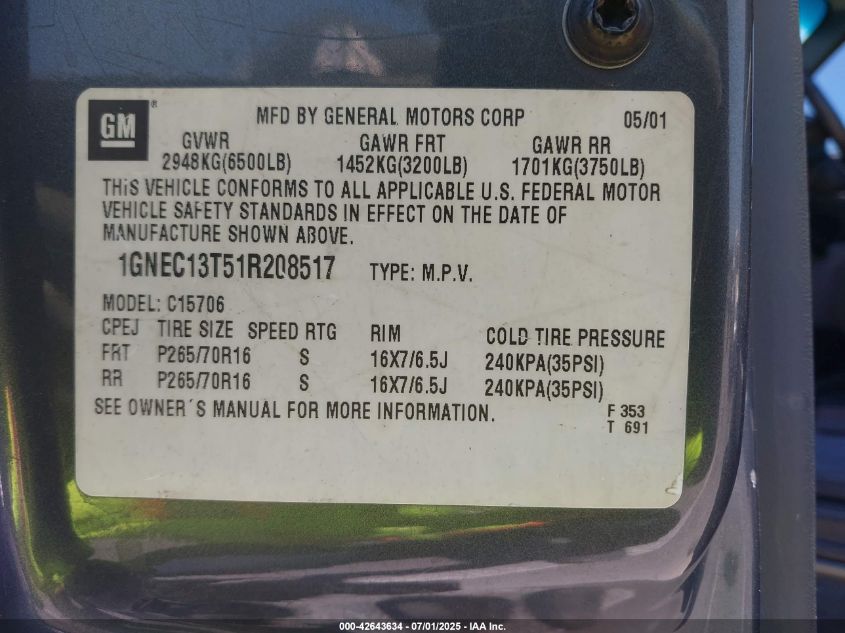 GM ®
MFD BY GENERAL MOTORS CORP 05/01
GVWR GAWR FRT GAWR RR
2948KG(6500LB) 1452KG(3200LB) 1701KG(3750LB)
THIS VEHICLE CONFORMS TO ALL APPLICABLE U.S. FEDERAL MOTOR
VEHICLE SAFETY STANDARDS IN EFFECT ON THE DATE OF
MANUFACTURE SHOWN ABOVE.
1GNEC13T51R208517 TYPE: M.P.V.
MODEL: C15706
CPEJ TIRE SIZE SPEED RTG RIM COLD TIRE PRESSURE
FRT P265/70R16 S 16X7/6.5J 240KPA(35PSI)
RR P265/70R16 S 16X7/6.5J 240KPA(35PSI)
SEE OWNER´S MANUAL FOR MORE INFORMATION. F 353
T 691
000-42643634 - 07/01/2025 - IAA Inc.